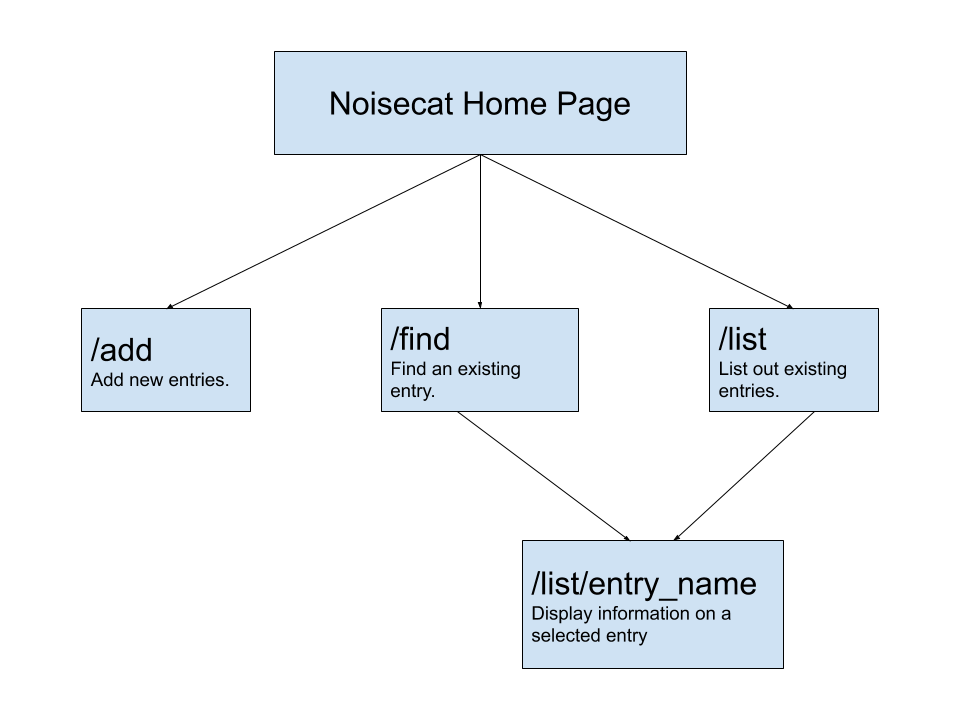 Noisecat Home Page
/add
Add new entries.
/find
Find an existing
entry.
/list
List out existing
entries.
/list/entry_name
Display information on a
selected entry